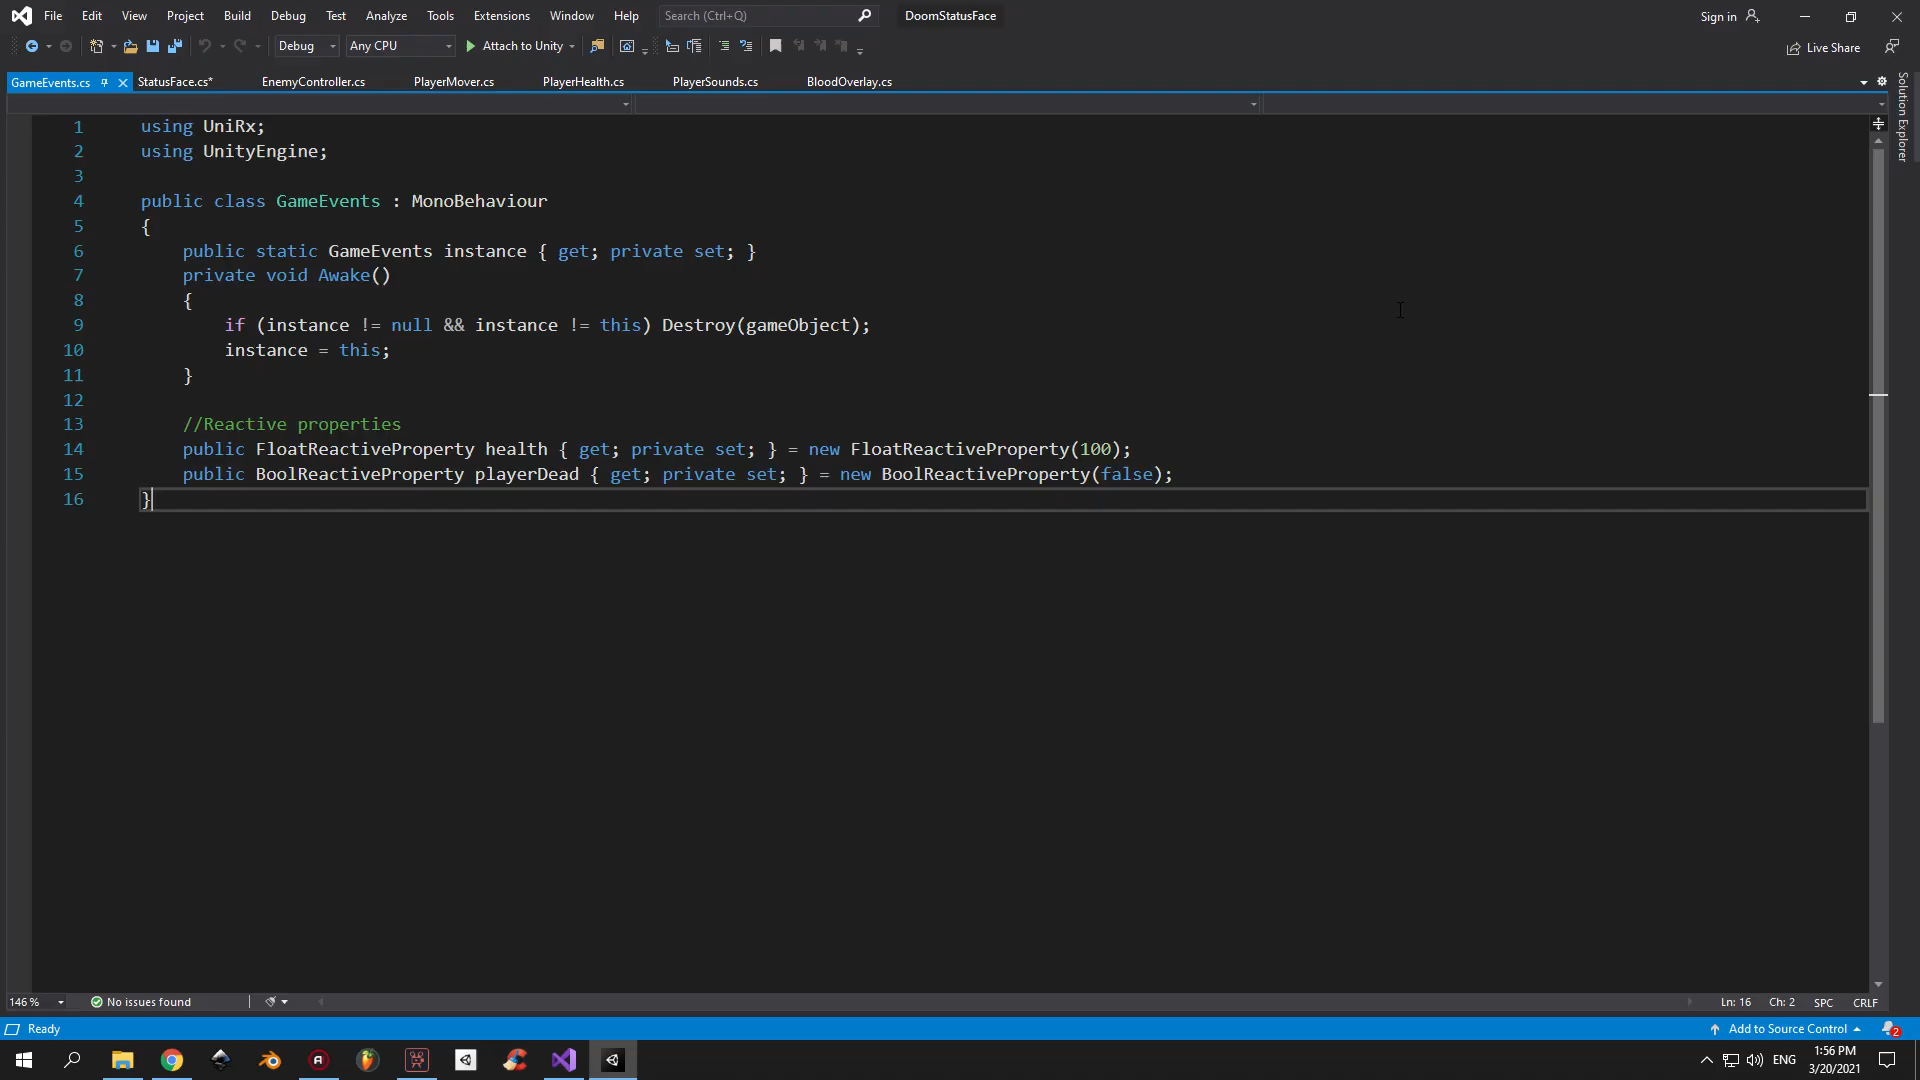 File Edit View Project Build Debug Test Analyze Tools Extensions Window Help Search (Ctrl+Q) DoomStatusFace Sign in
Debug Any CPU Attach to Unity Live Share
GameEvents.cs StatusFace.cs* EnemyController.cs PlayerMover.cs PlayerHealth.cs PlayerSounds.cs BloodOverlay.cs
Solution Explorer
1 using UniRx;
2 using UnityEngine;
3
4 public class GameEvents : MonoBehaviour
5 {
6 public static GameEvents instance { get; private set; }
7 private void Awake()
8 {
9 if (instance != null && instance != this) Destroy(gameObject);
10 instance = this;
11 }
12
13 //Reactive properties
14 public FloatReactiveProperty health { get; private set; } = new FloatReactiveProperty(100);
15 public BoolReactiveProperty playerDead { get; private set; } = new BoolReactiveProperty(false);
16 }
146 % No issues found Ln: 16 Ch: 2 SPC CRLF
Ready Add to Source Control 2
ENG 1:56 PM
3/20/2021